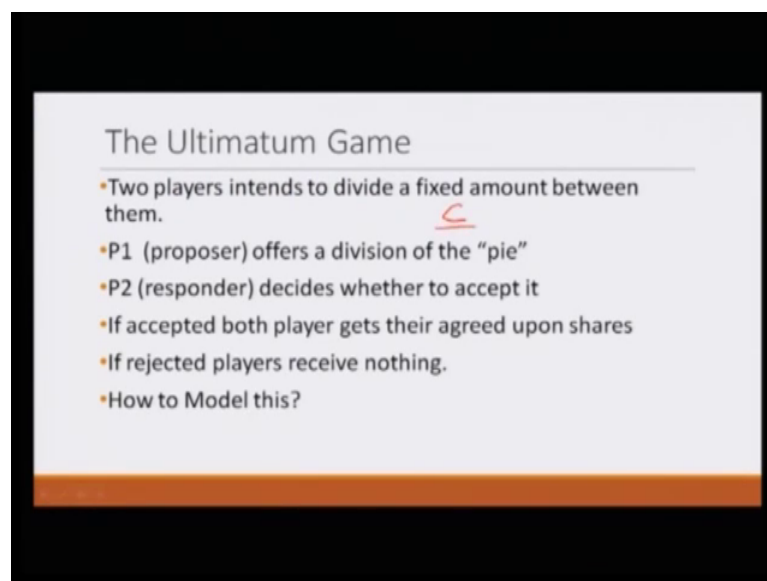 The Ultimatum Game
•Two players intends to divide a fixed amount between
them.
C
•P1 (proposer) offers a division of the “pie”
•P2 (responder) decides whether to accept it
•If accepted both player gets their agreed upon shares
•If rejected players receive nothing.
•How to Model this?